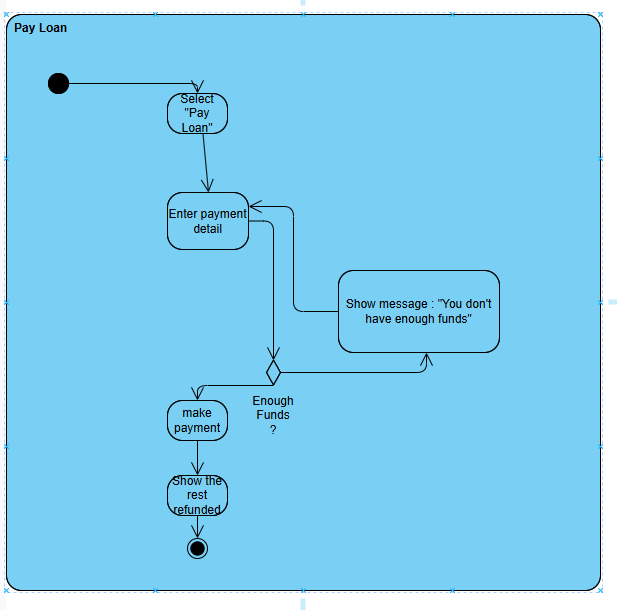 Pay Loan
Select
"Pay
Loan"
Enter payment
detail
Show message : "You don't
have enough funds"
Enough
Funds
?
make
payment
Show the
rest
refunded